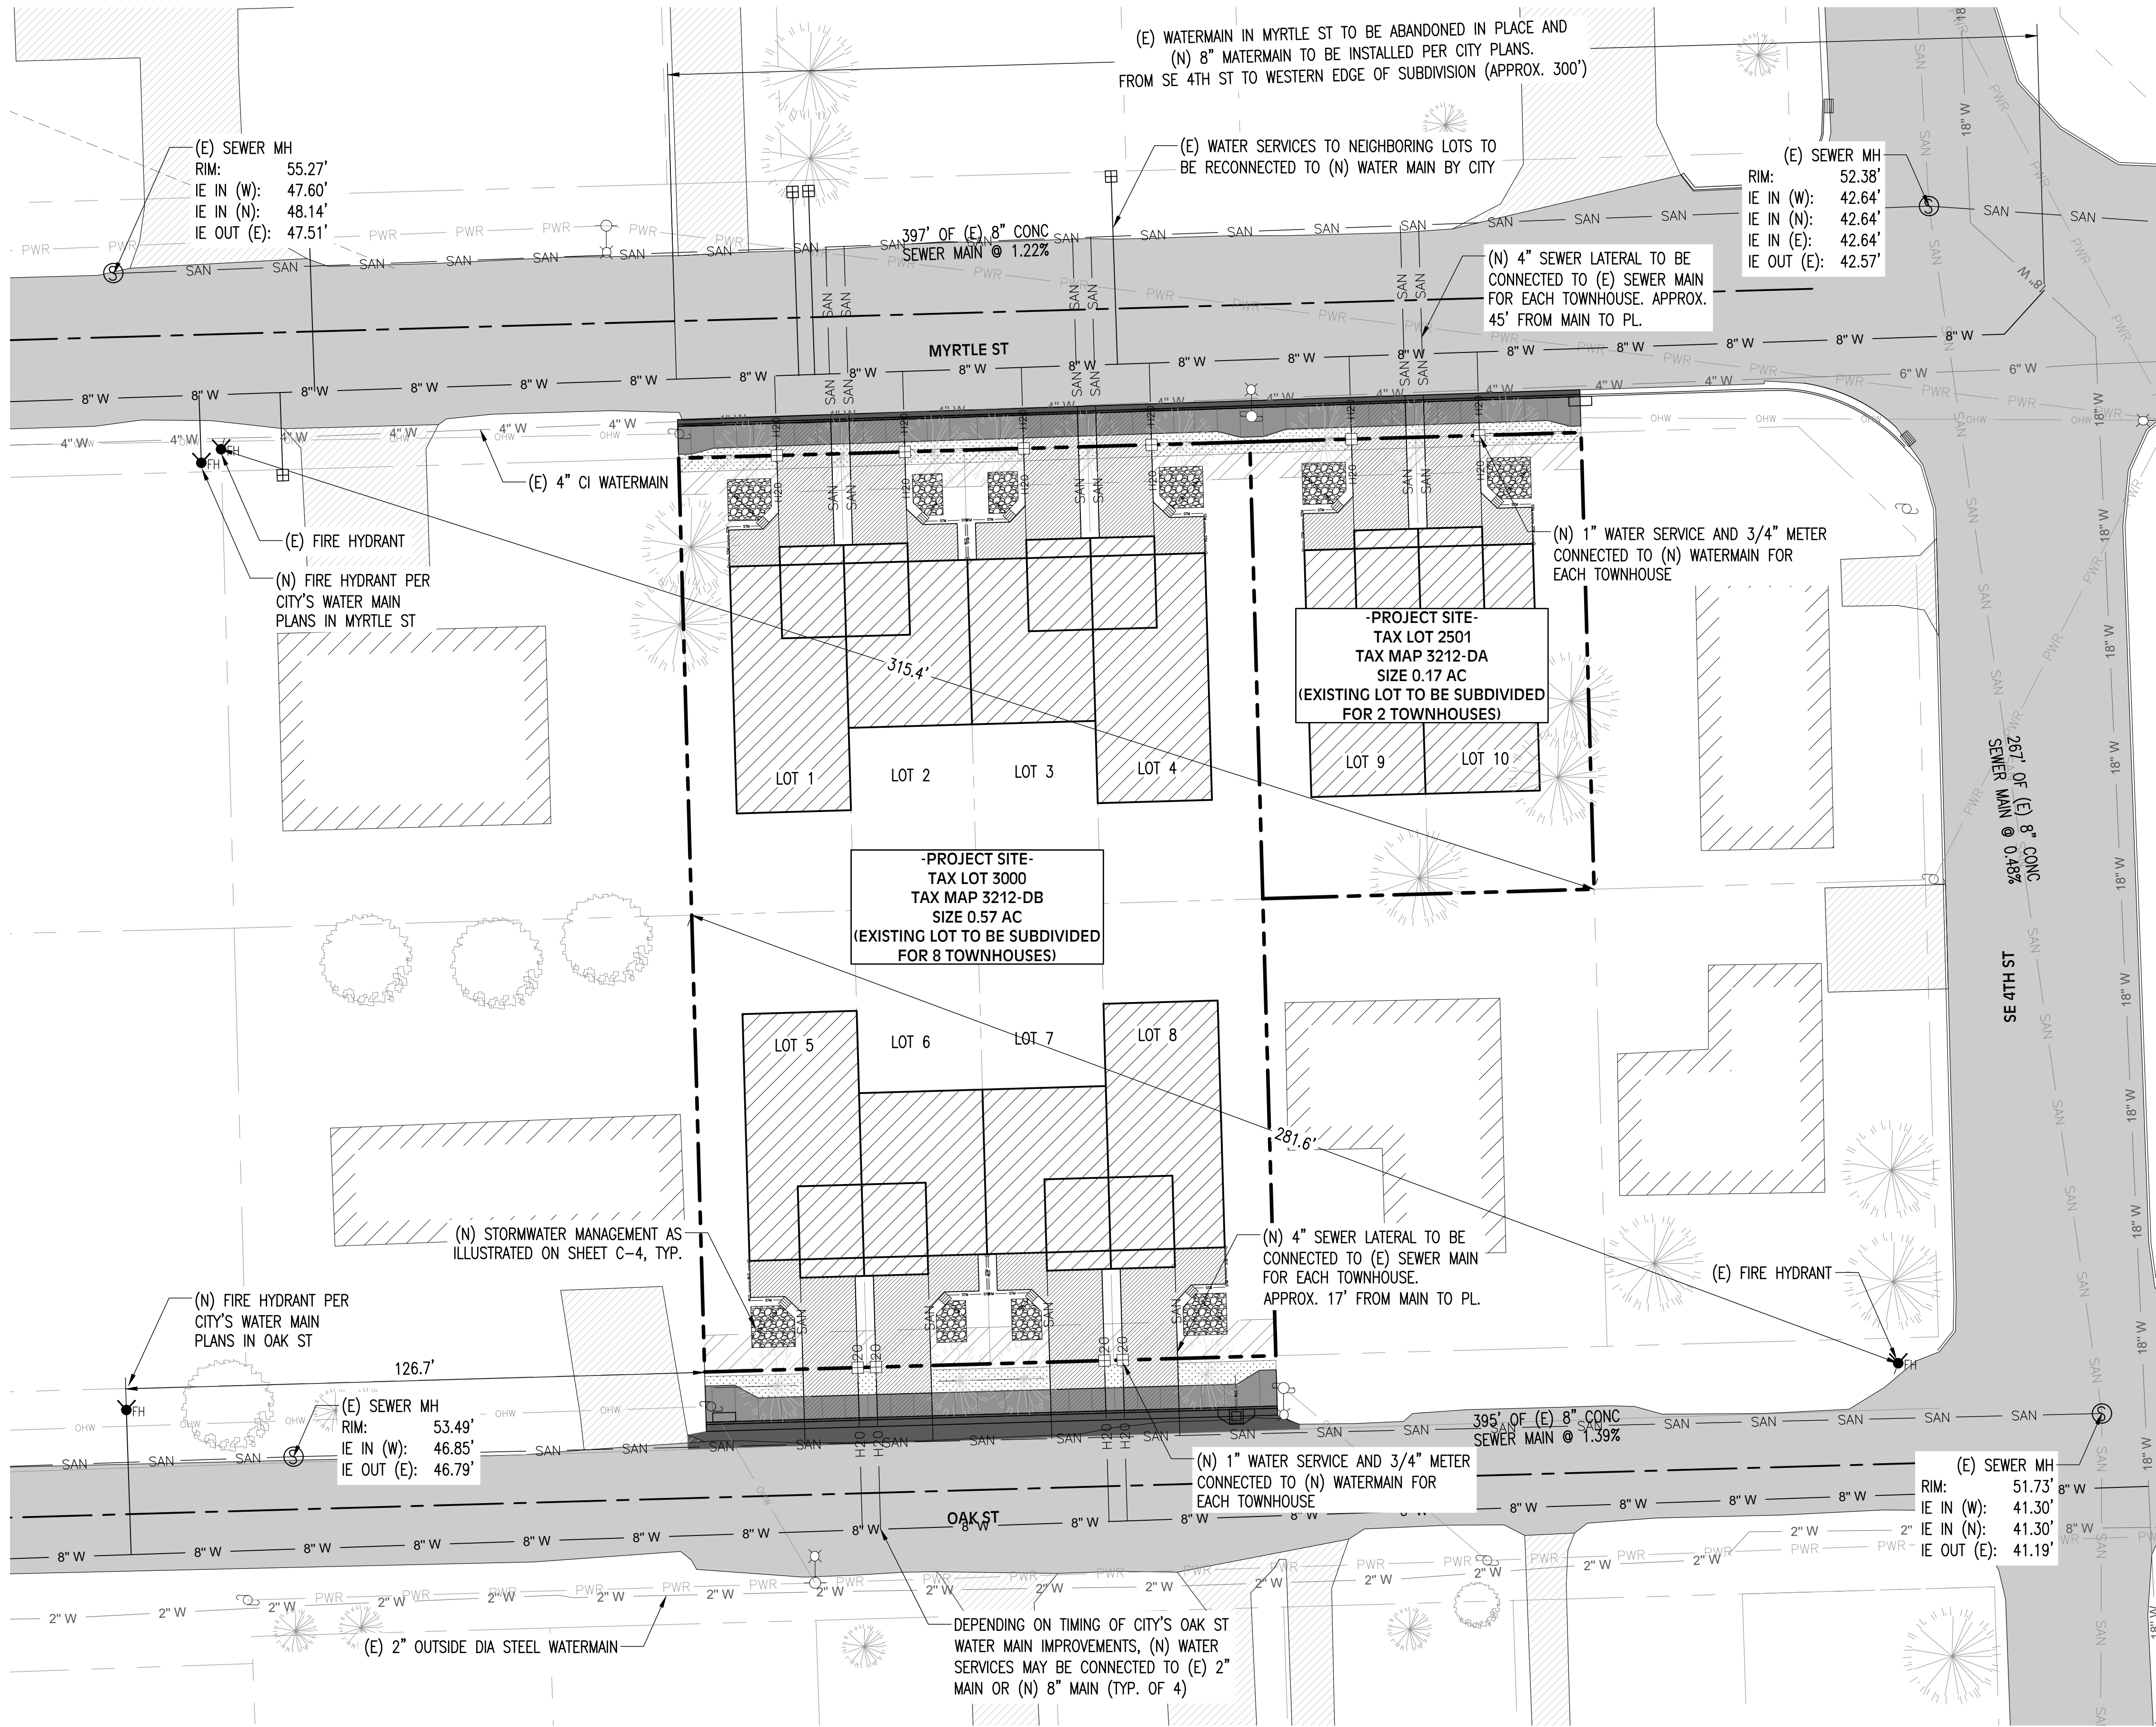 (E) WATERMAIN IN MYRTLE ST TO BE ABANDONED IN PLACE AND
(N) 8" MATERMAIN TO BE INSTALLED PER CITY PLANS.
FROM SE 4TH ST TO WESTERN EDGE OF SUBDIVISION (APPROX. 300')
(E) SEWER MH
RIM: 55.27'
IE IN (W): 47.60'
IE IN (N): 48.14'
IE OUT (E): 47.51'
(E) WATER SERVICES TO NEIGHBORING LOTS TO
BE RECONNECTED TO (N) WATER MAIN BY CITY
(E) SEWER MH
RIM: 52.38'
IE IN (W): 42.64'
IE IN (N): 42.64'
IE IN (E): 42.64'
IE OUT (E): 42.57'
397' OF (E) 8" CONC
SEWER MAIN @ 1.22%
(N) 4" SEWER LATERAL TO BE
CONNECTED TO (E) SEWER MAIN
FOR EACH TOWNHOUSE. APPROX.
45' FROM MAIN TO PL.
MYRTLE ST
8" W
4" W
6" W
18" W
SAN
PWR
OHW
H20
FH
(E) 4" CI WATERMAIN
(E) FIRE HYDRANT
(N) FIRE HYDRANT PER
CITY'S WATER MAIN
PLANS IN MYRTLE ST
(N) 1" WATER SERVICE AND 3/4" METER
CONNECTED TO (N) WATERMAIN FOR
EACH TOWNHOUSE
315.4'
-PROJECT SITE-
TAX LOT 2501
TAX MAP 3212-DA
SIZE 0.17 AC
(EXISTING LOT TO BE SUBDIVIDED
FOR 2 TOWNHOUSES)
LOT 1
LOT 2
LOT 3
LOT 4
LOT 9
LOT 10
267' OF (E) 8" CONC
SEWER MAIN @ 0.48%
SE 4TH ST
-PROJECT SITE-
TAX LOT 3000
TAX MAP 3212-DB
SIZE 0.57 AC
(EXISTING LOT TO BE SUBDIVIDED
FOR 8 TOWNHOUSES)
LOT 5
LOT 6
LOT 7
LOT 8
281.6'
(N) STORMWATER MANAGEMENT AS
ILLUSTRATED ON SHEET C-4, TYP.
(N) 4" SEWER LATERAL TO BE
CONNECTED TO (E) SEWER MAIN
FOR EACH TOWNHOUSE.
APPROX. 17' FROM MAIN TO PL.
(E) FIRE HYDRANT
FH
(N) FIRE HYDRANT PER
CITY'S WATER MAIN
PLANS IN OAK ST
126.7'
FH
(E) SEWER MH
RIM: 53.49'
IE IN (W): 46.85'
IE OUT (E): 46.79'
395' OF (E) 8" CONC
SEWER MAIN @ 1.39%
(N) 1" WATER SERVICE AND 3/4" METER
CONNECTED TO (N) WATERMAIN FOR
EACH TOWNHOUSE
(E) SEWER MH
RIM: 51.73'
IE IN (W): 41.30'
IE IN (N): 41.30'
IE OUT (E): 41.19'
OAK ST
8" W
2" W
(E) 2" OUTSIDE DIA STEEL WATERMAIN
DEPENDING ON TIMING OF CITY'S OAK ST
WATER MAIN IMPROVEMENTS, (N) WATER
SERVICES MAY BE CONNECTED TO (E) 2"
MAIN OR (N) 8" MAIN (TYP. OF 4)